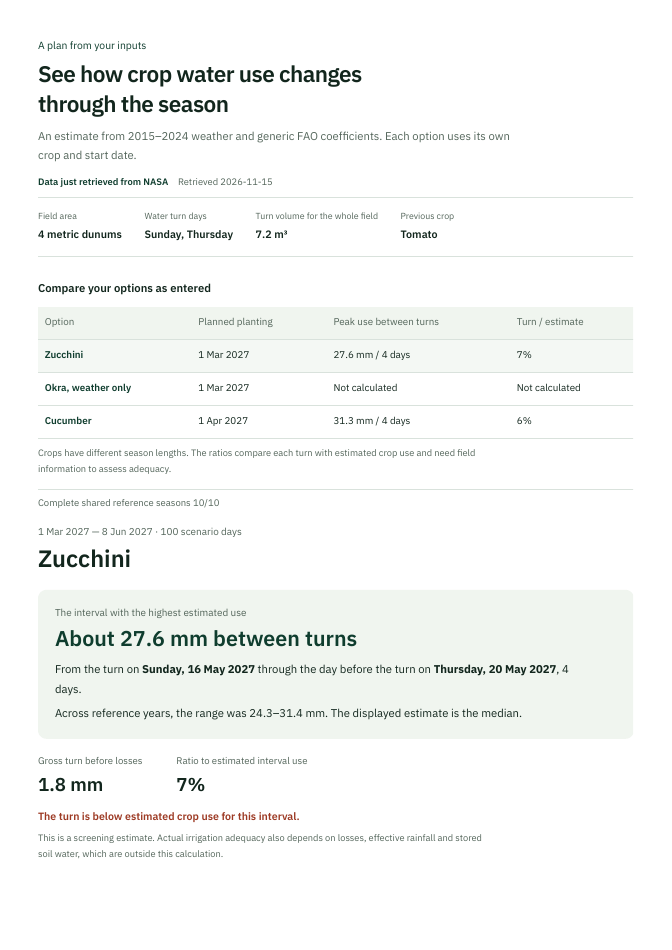 A plan from your inputs
See how crop water use changes
through the season
An estimate from 2015–2024 weather and generic FAO coefficients. Each option uses its own
crop and start date.
Data just retrieved from NASA Retrieved 2026-11-15
Field area Water turn days Turn volume for the whole field Previous crop
4 metric dunums Sunday, Thursday 7.2 m³ Tomato
Compare your options as entered
Option Planned planting Peak use between turns Turn / estimate
Zucchini 1 Mar 2027 27.6 mm / 4 days 7%
Okra, weather only 1 Mar 2027 Not calculated Not calculated
Cucumber 1 Apr 2027 31.3 mm / 4 days 6%
Crops have different season lengths. The ratios compare each turn with estimated crop use and need field
information to assess adequacy.
Complete shared reference seasons 10/10
1 Mar 2027 — 8 Jun 2027 · 100 scenario days
Zucchini
The interval with the highest estimated use
About 27.6 mm between turns
From the turn on Sunday, 16 May 2027 through the day before the turn on Thursday, 20 May 2027, 4
days.
Across reference years, the range was 24.3–31.4 mm. The displayed estimate is the median.
Gross turn before losses Ratio to estimated interval use
1.8 mm 7%
The turn is below estimated crop use for this interval.
This is a screening estimate. Actual irrigation adequacy also depends on losses, effective rainfall and stored
soil water, which are outside this calculation.